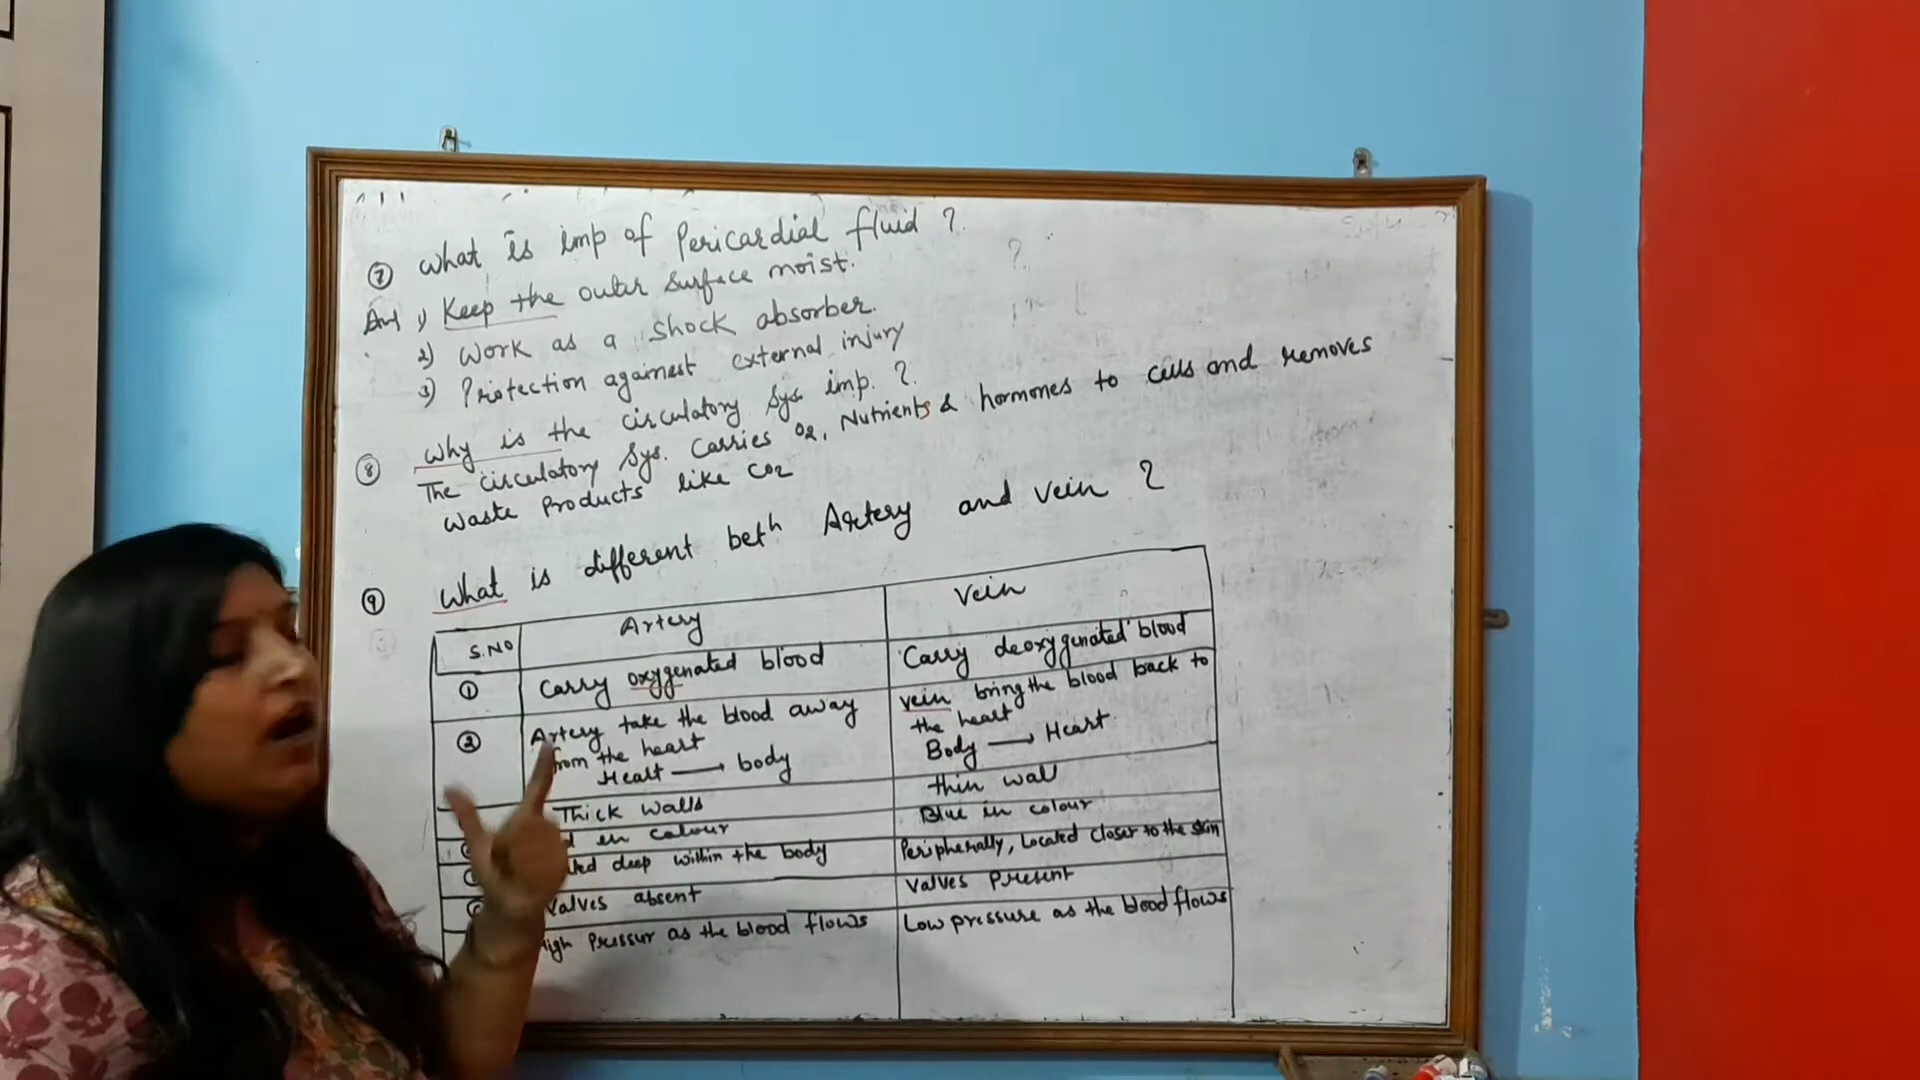 ⑦ What is imp of Pericardial fluid ?
Ans 1) Keep the outer surface moist.
2) Work as a Shock absorber.
3) Protection against external injury
⑧ Why is the circulatory Sys imp. ?
The circulatory Sys. Carries O2, Nutrients & hormones to cells and removes
Waste Products like CO2
⑨ What is different betn Artery and vein ?
S.NO Artery Vein
① Carry oxygenated blood Carry deoxygenated blood
② Artery take the blood away vein bring the blood back to
from the heart the heart
Heart → body Body → Heart
Thick walls thin wall
in colour Blue in colour
deep within the body Peripherally, Located closer to the skin
Valves absent Valves Present
High Pressur as the blood flows Low pressure as the blood flows